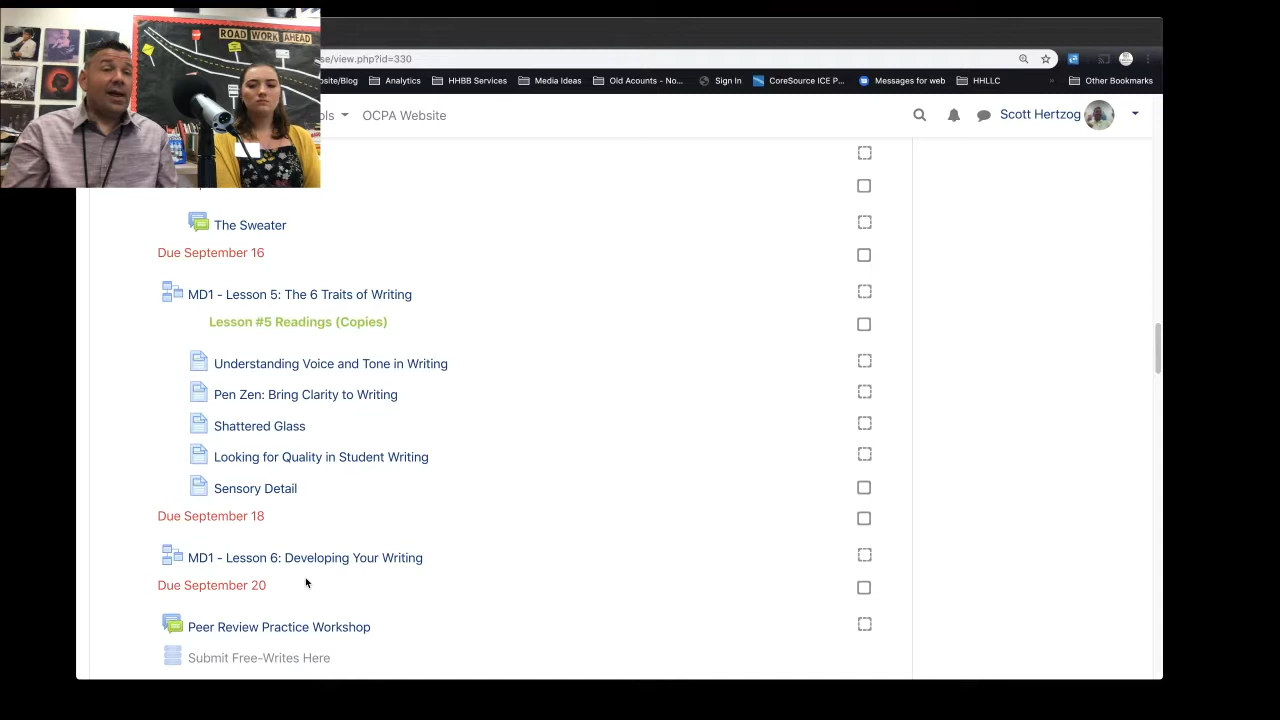 ROAD WORK AHEAD
se/view.php?id=330
site/Blog Analytics HHBB Services Media Ideas Old Acounts - No... Sign In CoreSource ICE P... Messages for web HHLLC » Other Bookmarks
ols OCPA Website Scott Hertzog
The Sweater
Due September 16
MD1 - Lesson 5: The 6 Traits of Writing
Lesson #5 Readings (Copies)
Understanding Voice and Tone in Writing
Pen Zen: Bring Clarity to Writing
Shattered Glass
Looking for Quality in Student Writing
Sensory Detail
Due September 18
MD1 - Lesson 6: Developing Your Writing
Due September 20
Peer Review Practice Workshop
Submit Free-Writes Here